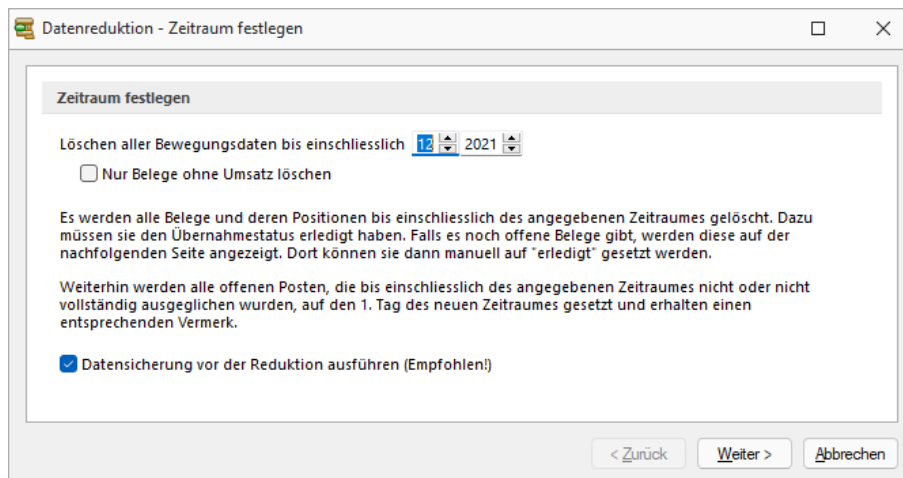 Datenreduktion - Zeitraum festlegen
Zeitraum festlegen
Löschen aller Bewegungsdaten bis einschliesslich 12 2021
Nur Belege ohne Umsatz löschen
Es werden alle Belege und deren Positionen bis einschliesslich des angegebenen Zeitraumes gelöscht. Dazu
müssen sie den Übernahmestatus erledigt haben. Falls es noch offene Belege gibt, werden diese auf der
nachfolgenden Seite angezeigt. Dort können sie dann manuell auf "erledigt" gesetzt werden.
Weiterhin werden alle offenen Posten, die bis einschliesslich des angegebenen Zeitraumes nicht oder nicht
vollständig ausgeglichen wurden, auf den 1. Tag des neuen Zeitraumes gesetzt und erhalten einen
entsprechenden Vermerk.
Datensicherung vor der Reduktion ausführen (Empfohlen!)
< Zurück Weiter > Abbrechen